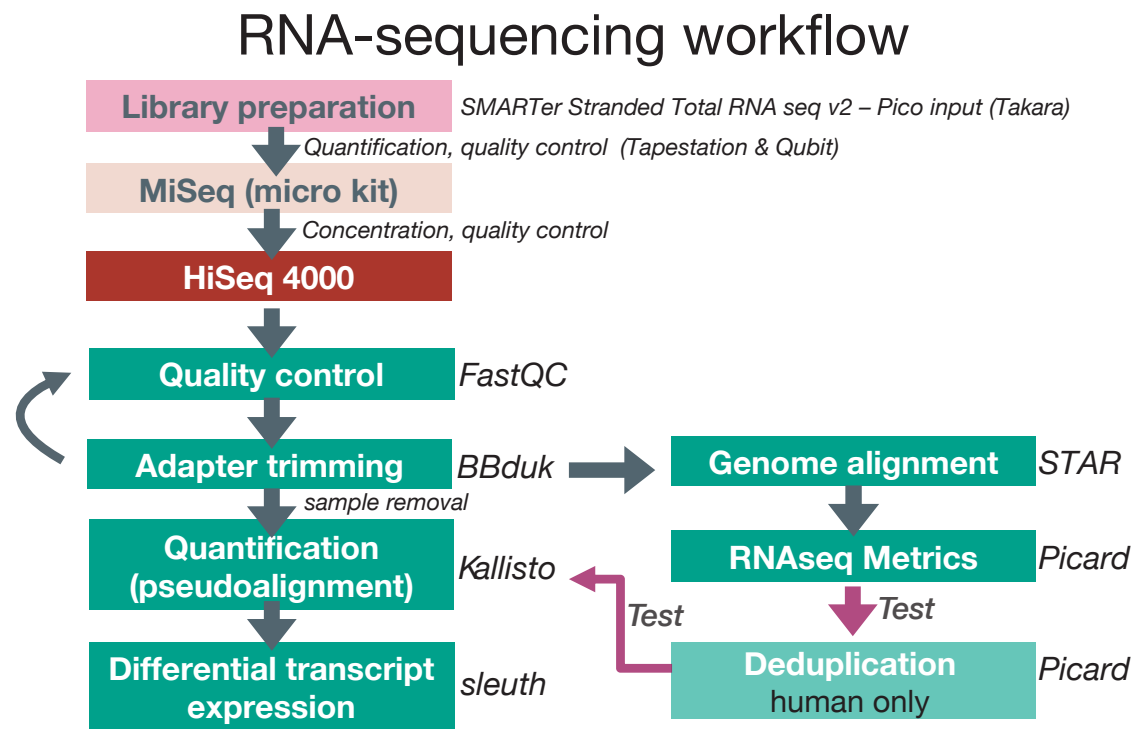 RNA-sequencing workflow
Library preparation
SMARTer Stranded Total RNA seq v2 – Pico input (Takara)
Quantification, quality control (Tapestation & Qubit)
MiSeq (micro kit)
Concentration, quality control
HiSeq 4000
Quality control
FastQC
Adapter trimming
BBduk
sample removal
Quantification
(pseudoalignment)
Kallisto
Differential transcript
expression
sleuth
Genome alignment
STAR
RNAseq Metrics
Picard
Test
Deduplication
human only
Picard
Test